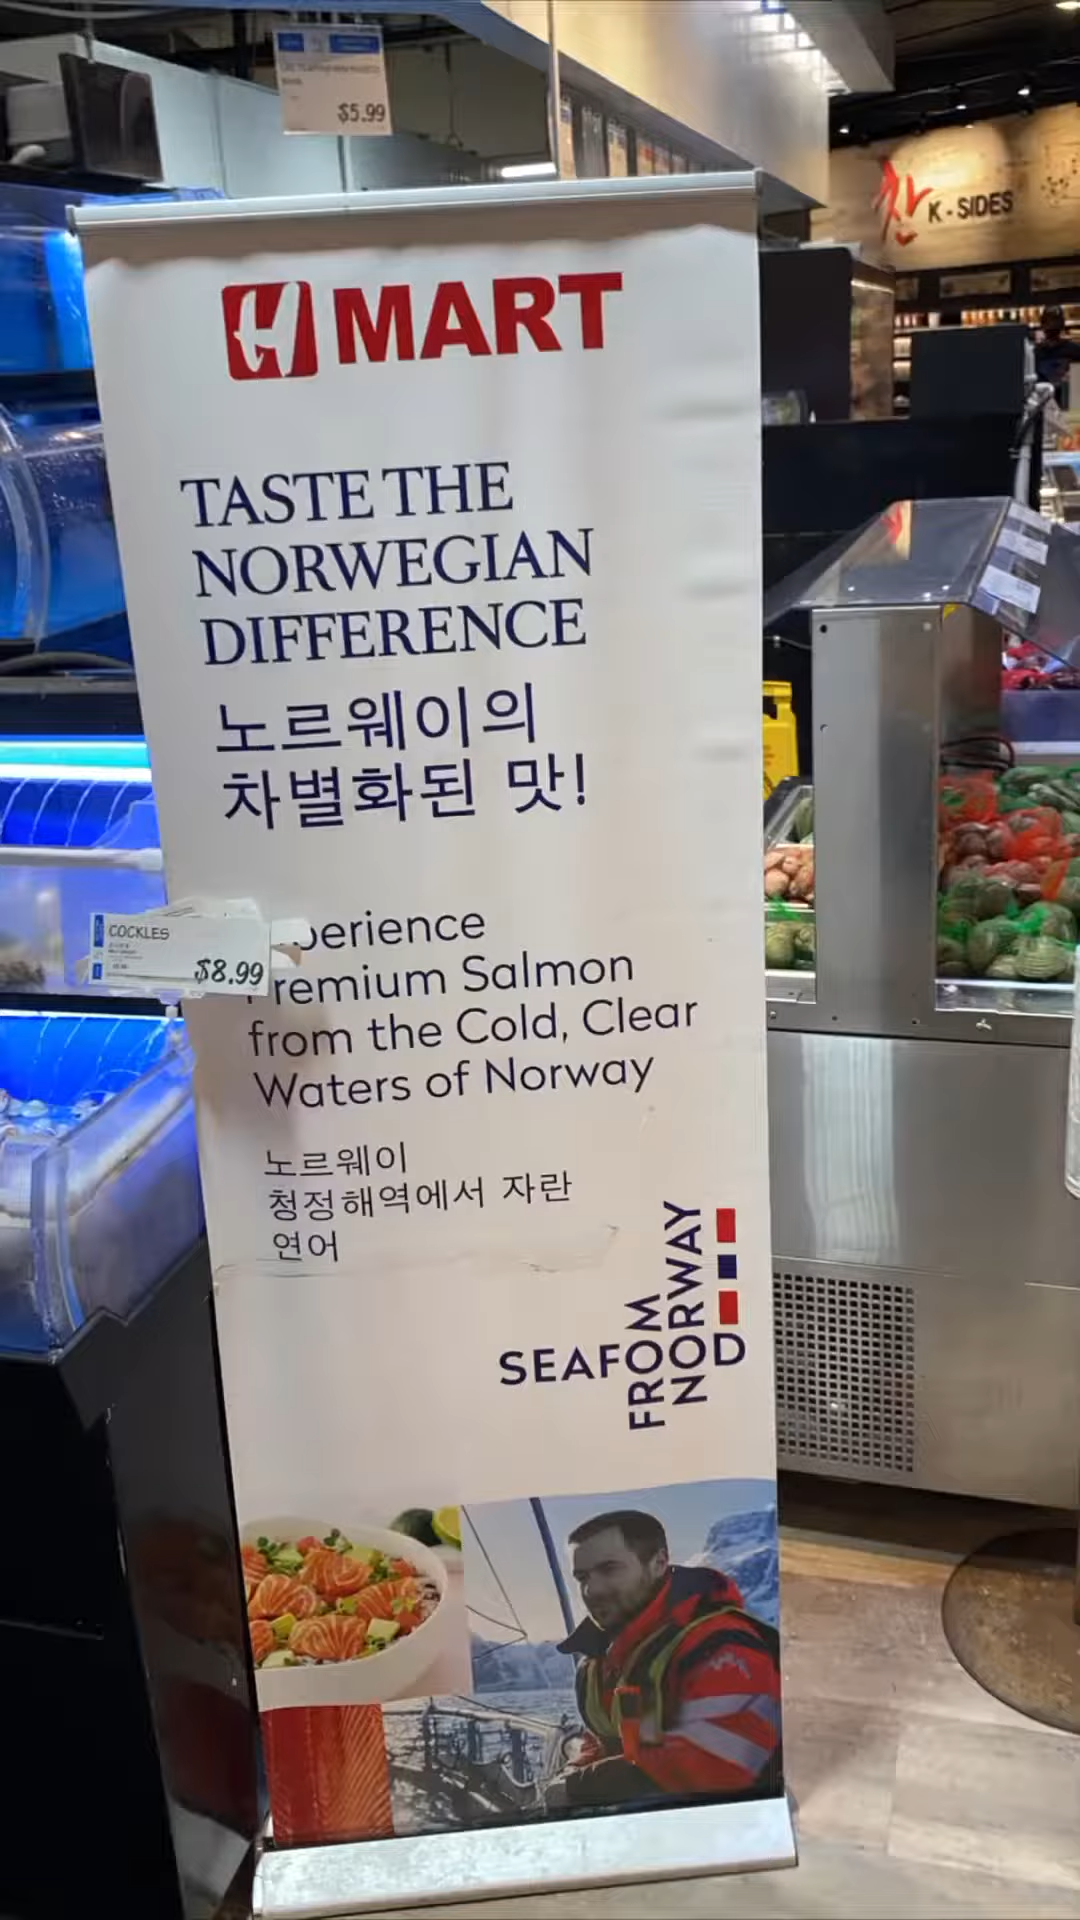 $5.99
찬 K-SIDES
H MART
TASTE THE
NORWEGIAN
DIFFERENCE
노르웨이의
차별화된 맛!
COCKLES
$8.99
perience
Premium Salmon
from the Cold, Clear
Waters of Norway
노르웨이
청정해역에서 자란
연어
SEAFOOD
FROM
NORWAY